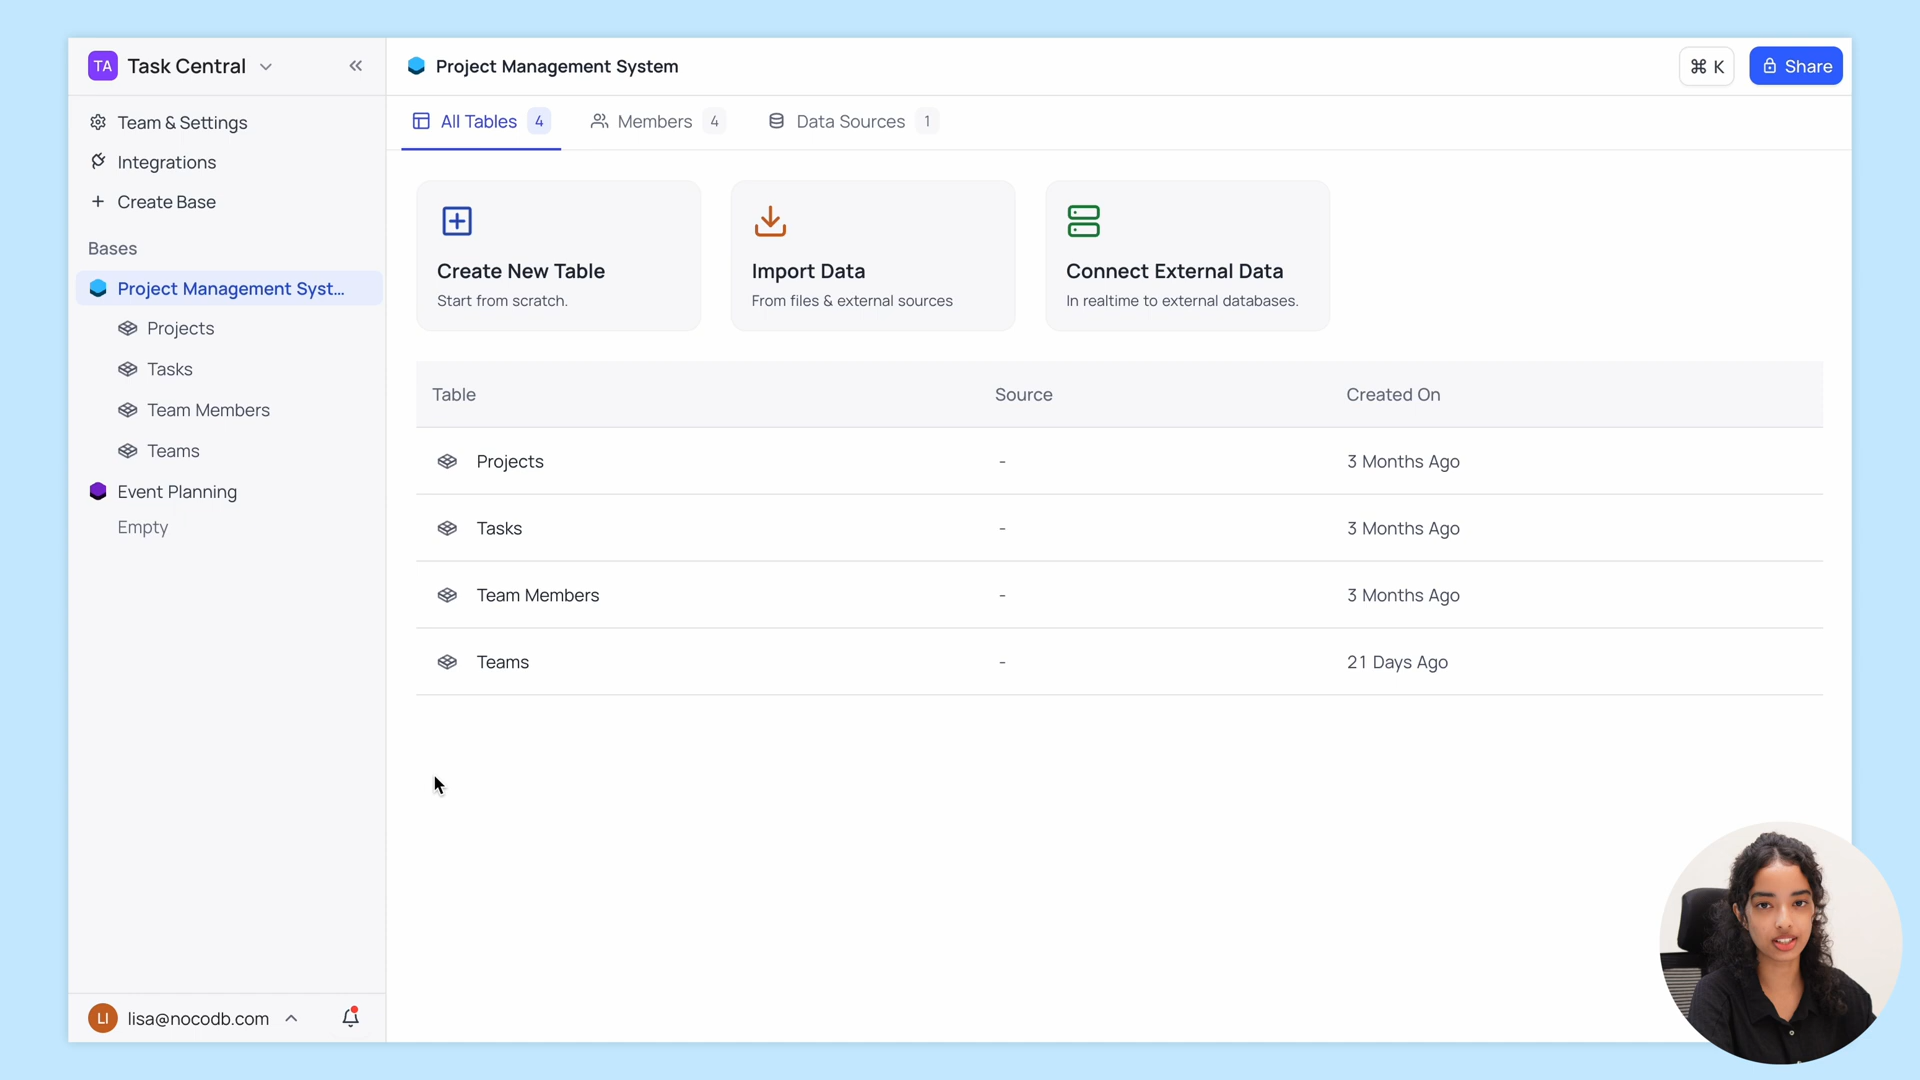 TA Task Central
Team & Settings
Integrations
Create Base
Bases
Project Management Syst...
Projects
Tasks
Team Members
Teams
Event Planning
Empty
LI lisa@nocodb.com
Project Management System
⌘ K
Share
All Tables 4
Members 4
Data Sources 1
Create New Table
Start from scratch.
Import Data
From files & external sources
Connect External Data
In realtime to external databases.
Table Source Created On
Projects - 3 Months Ago
Tasks - 3 Months Ago
Team Members - 3 Months Ago
Teams - 21 Days Ago